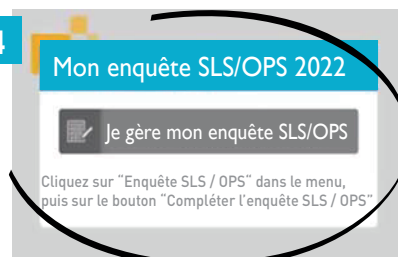 4
Mon enquête SLS/OPS 2022
Je gère mon enquête SLS/OPS
Cliquez sur “Enquête SLS / OPS” dans le menu,
puis sur le bouton “Compléter l’enquête SLS / OPS”